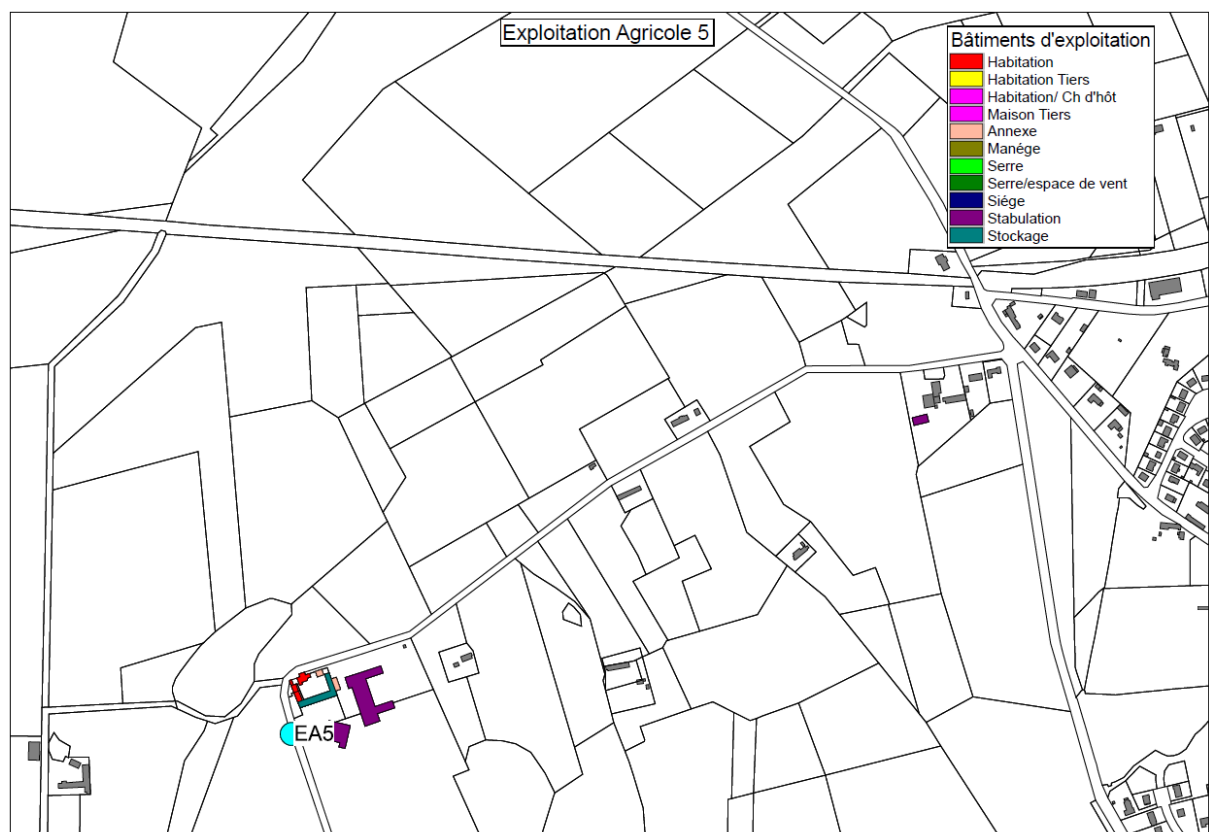 Exploitation Agricole 5
Bâtiments d'exploitation
Habitation
Habitation Tiers
Habitation/ Ch d'hôt
Maison Tiers
Annexe
Manége
Serre
Serre/espace de vent
Siége
Stabulation
Stockage
EA5